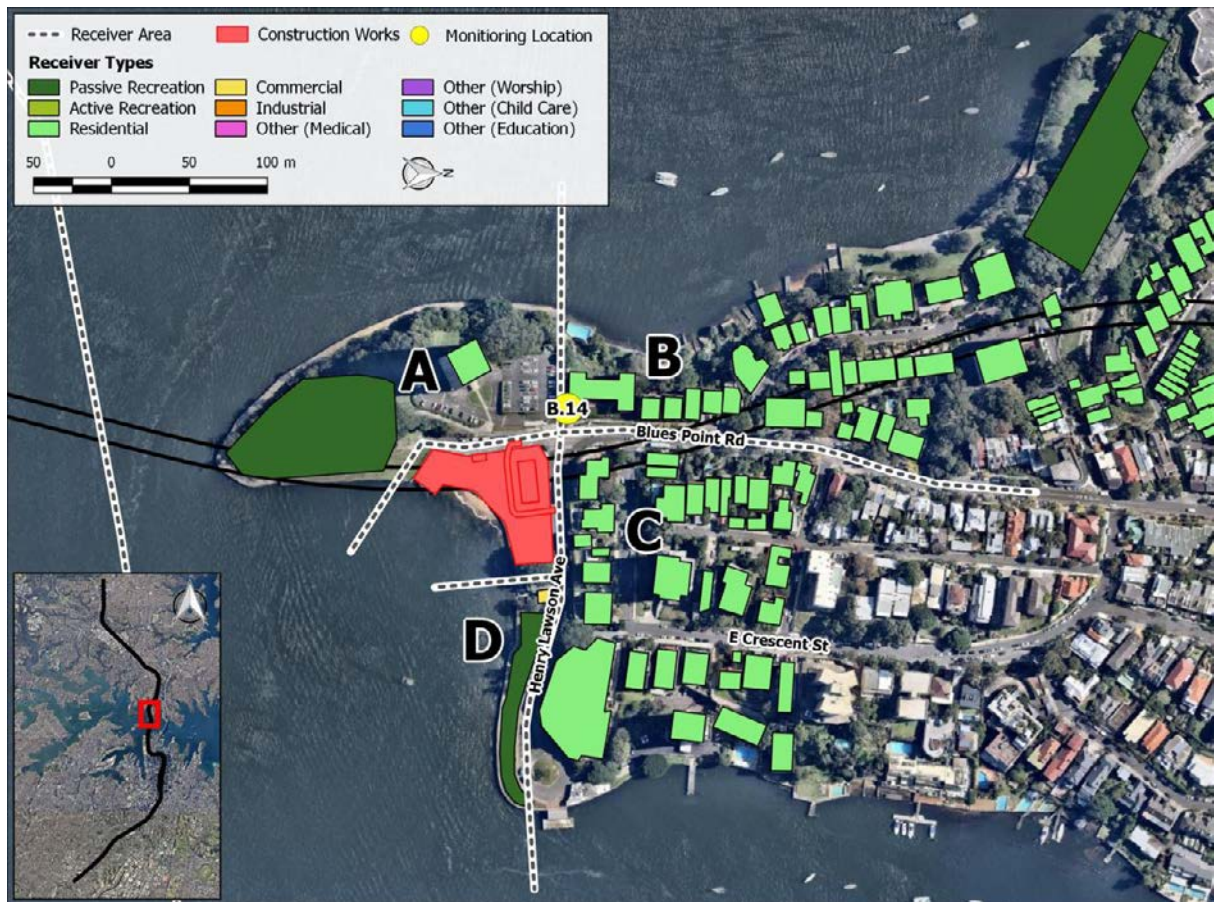 Receiver Area
Construction Works
Monitioring Location
Receiver Types
Passive Recreation
Commercial
Other (Worship)
Active Recreation
Industrial
Other (Child Care)
Residential
Other (Medical)
Other (Education)
50 0 50 100 m
N
A
B
B.14
Blues Point Rd
C
Henry Lawson Ave
D
E Crescent St